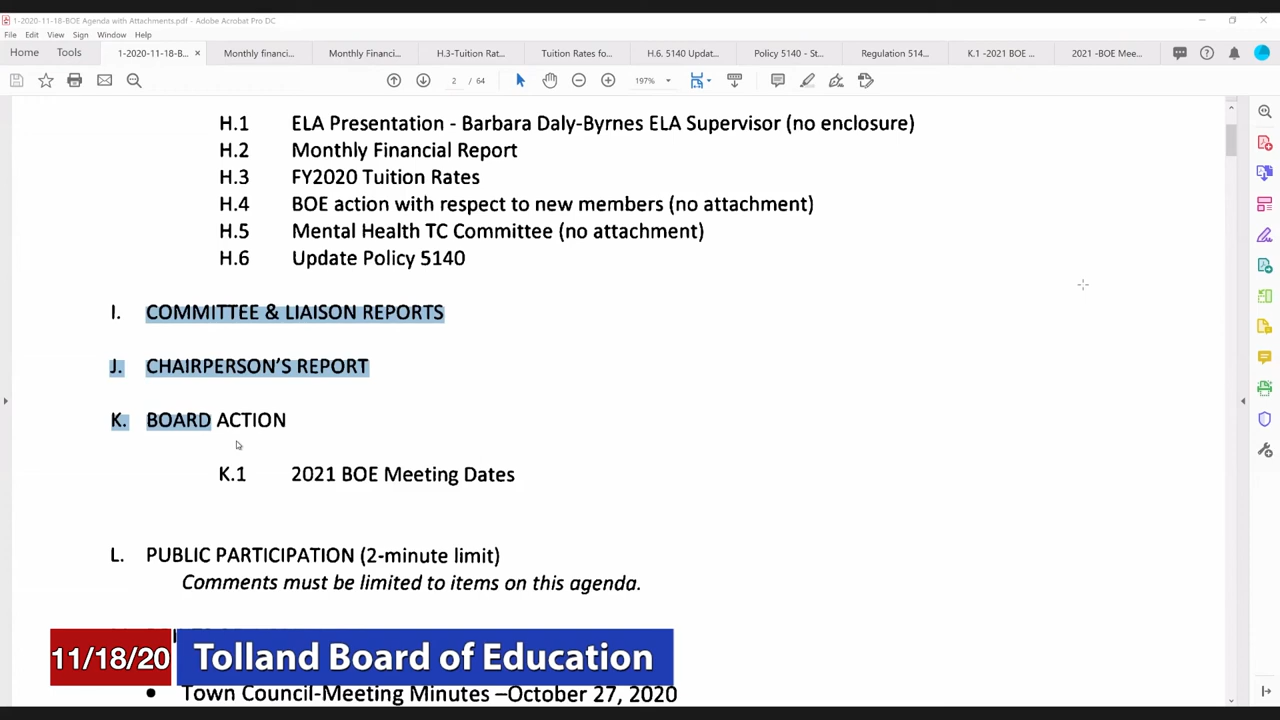 1-2020-11-18-BOE Agenda with Attachments.pdf - Adobe Acrobat Pro DC
File Edit View Sign Window Help
Home Tools 1-2020-11-18-B... × Monthly financi... Monthly Financi... H.3-Tuition Rat... Tuition Rates fo... H.6. 5140 Updat... Policy 5140 - St... Regulation 514... K.1 -2021 BOE ... 2021 -BOE Mee...
2 / 64 197%
H.1 ELA Presentation - Barbara Daly-Byrnes ELA Supervisor (no enclosure)
H.2 Monthly Financial Report
H.3 FY2020 Tuition Rates
H.4 BOE action with respect to new members (no attachment)
H.5 Mental Health TC Committee (no attachment)
H.6 Update Policy 5140
I. COMMITTEE & LIAISON REPORTS
J. CHAIRPERSON'S REPORT
K. BOARD ACTION
K.1 2021 BOE Meeting Dates
L. PUBLIC PARTICIPATION (2-minute limit)
Comments must be limited to items on this agenda.
11/18/20 Tolland Board of Education
• Town Council-Meeting Minutes –October 27, 2020